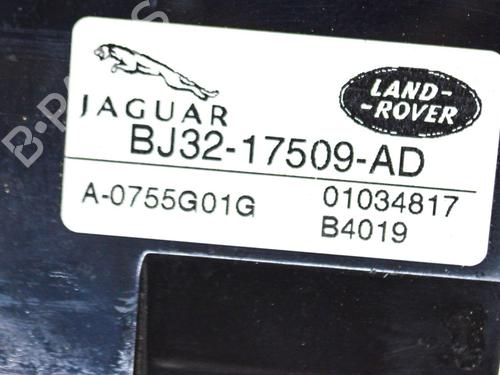 JAGUAR
LAND-
-ROVER
BJ32-17509-AD
A-0755G01G 01034817
B4019